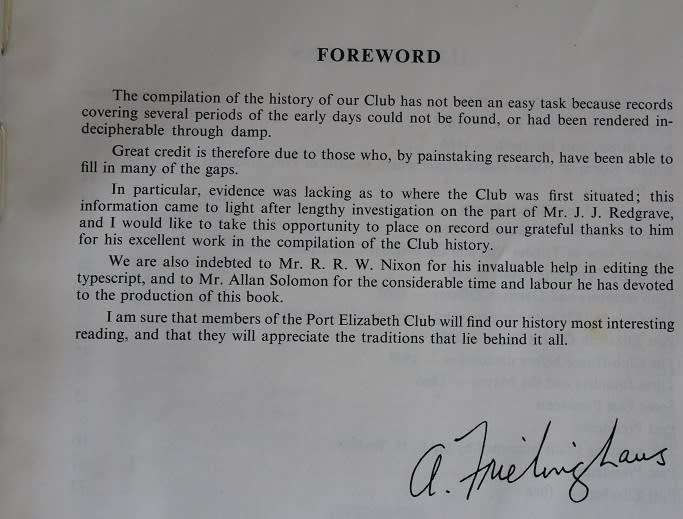 FOREWORD
The compilation of the history of our Club has not been an easy task because records
covering several periods of the early days could not be found, or had been rendered in-
decipherable through damp.
Great credit is therefore due to those who, by painstaking research, have been able to
fill in many of the gaps.
In particular, evidence was lacking as to where the Club was first situated; this
information came to light after lengthy investigation on the part of Mr. J. J. Redgrave,
and I would like to take this opportunity to place on record our grateful thanks to him
for his excellent work in the compilation of the Club history.
We are also indebted to Mr. R. R. W. Nixon for his invaluable help in editing the
typescript, and to Mr. Allan Solomon for the considerable time and labour he has devoted
to the production of this book.
I am sure that members of the Port Elizabeth Club will find our history most interesting
reading, and that they will appreciate the traditions that lie behind it all.
A. Frielinghaus